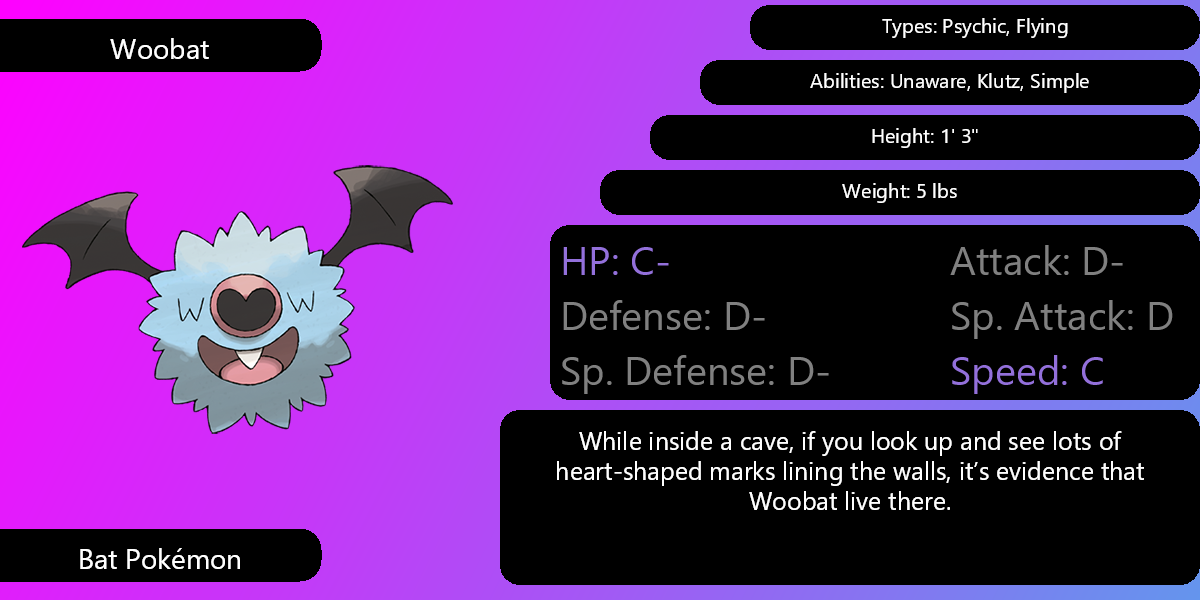 Woobat
Types: Psychic, Flying
Abilities: Unaware, Klutz, Simple
Height: 1' 3"
Weight: 5 lbs
HP: C-
Attack: D-
Defense: D-
Sp. Attack: D
Sp. Defense: D-
Speed: C
While inside a cave, if you look up and see lots of
heart-shaped marks lining the walls, it’s evidence that
Woobat live there.
Bat Pokémon